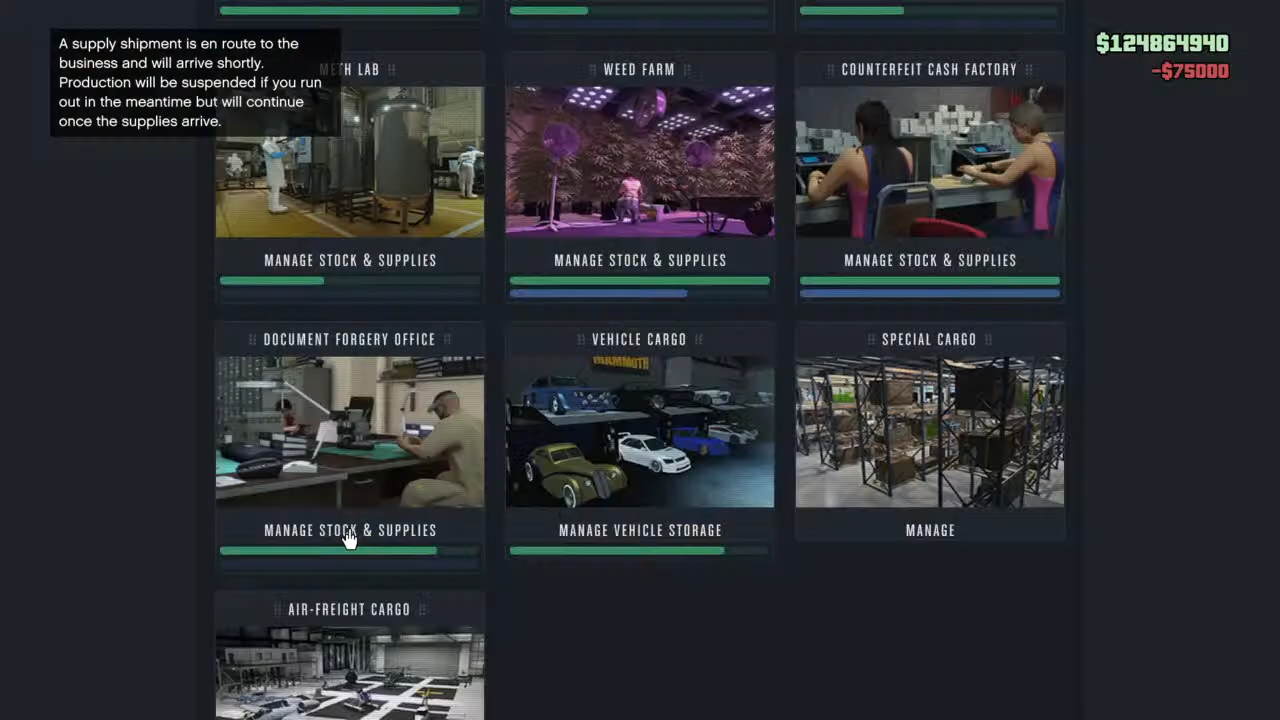 A supply shipment is en route to the
business and will arrive shortly.
Production will be suspended if you run
out in the meantime but will continue
once the supplies arrive.
$124864940
-$75000
METH LAB
WEED FARM
COUNTERFEIT CASH FACTORY
MANAGE STOCK & SUPPLIES
MANAGE STOCK & SUPPLIES
MANAGE STOCK & SUPPLIES
DOCUMENT FORGERY OFFICE
VEHICLE CARGO
SPECIAL CARGO
MAMMOTH
MANAGE STOCK & SUPPLIES
MANAGE VEHICLE STORAGE
MANAGE
AIR-FREIGHT CARGO